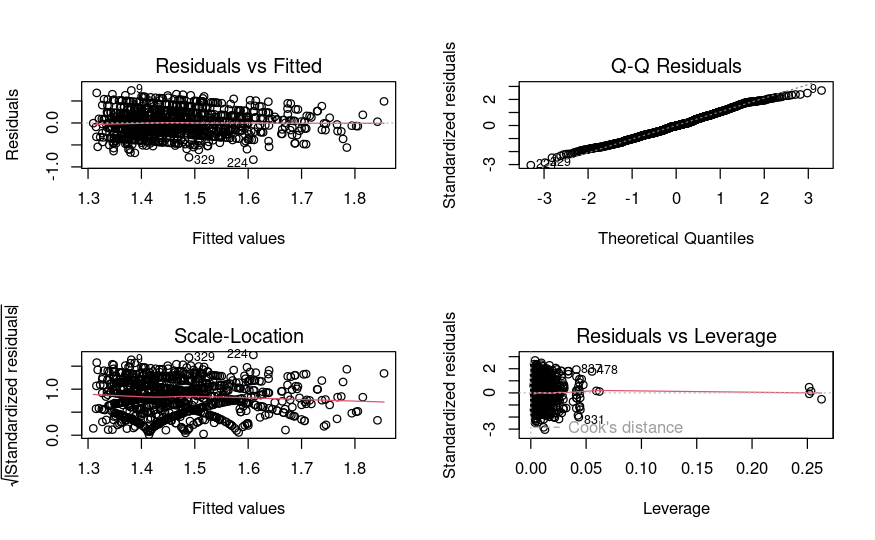 Residuals vs Fitted
Residuals
0.0
-1.0
9
329
224
1.3 1.4 1.5 1.6 1.7 1.8
Fitted values
Q-Q Residuals
Standardized residuals
2
0
-3
9
-3 -2 -1 0 1 2 3
Theoretical Quantiles
Scale-Location
√|Standardized residuals|
1.0
0.0
9
329
224
1.3 1.4 1.5 1.6 1.7 1.8
Fitted values
Residuals vs Leverage
Standardized residuals
2
0
-3
837
478
831
Cook's distance
0.00 0.05 0.10 0.15 0.20 0.25
Leverage